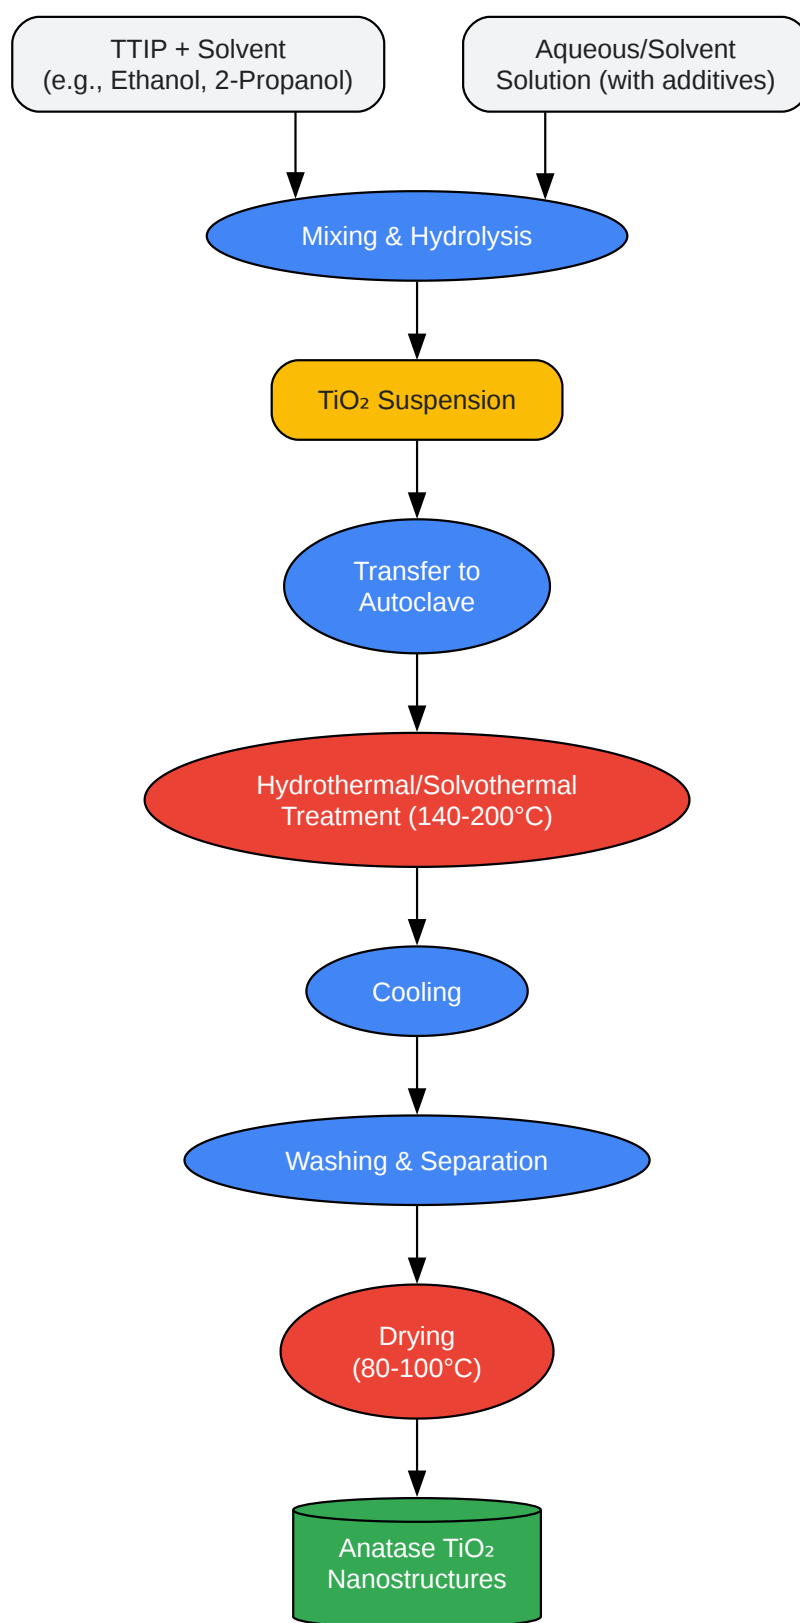 TTIP + Solvent
(e.g., Ethanol, 2-Propanol)
Aqueous/Solvent
Solution (with additives)
Mixing & Hydrolysis
TiO₂ Suspension
Transfer to
Autoclave
Hydrothermal/Solvothermal
Treatment (140-200°C)
Cooling
Washing & Separation
Drying
(80-100°C)
Anatase TiO₂
Nanostructures